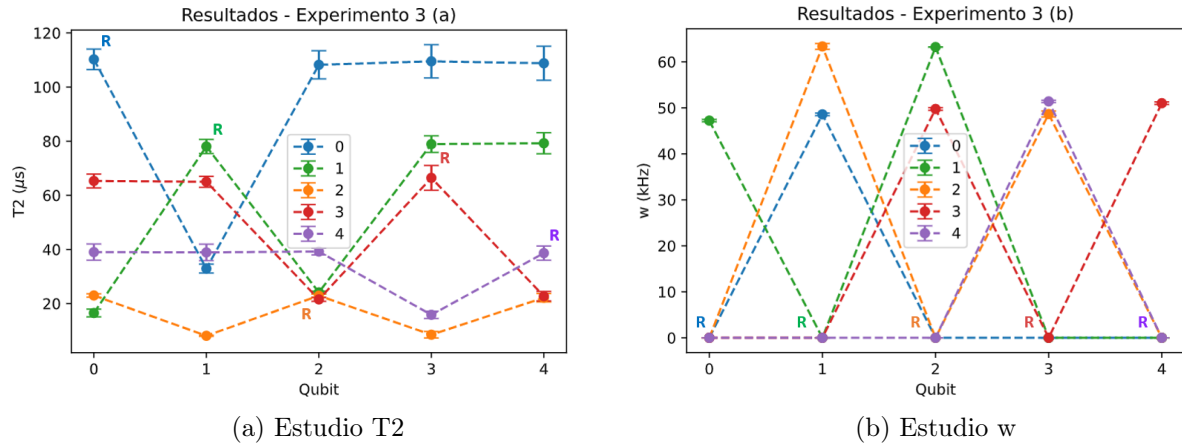 Resultados - Experimento 3 (a)
T2 (µs)
120
100
80
60
40
20
R
R
R
R
R
0
1
2
3
4
0
1
2
3
4
Qubit
(a) Estudio T2
Resultados - Experimento 3 (b)
w (kHz)
60
50
40
30
20
10
0
0
1
2
3
4
R
R
R
R
R
0
1
2
3
4
Qubit
(b) Estudio w